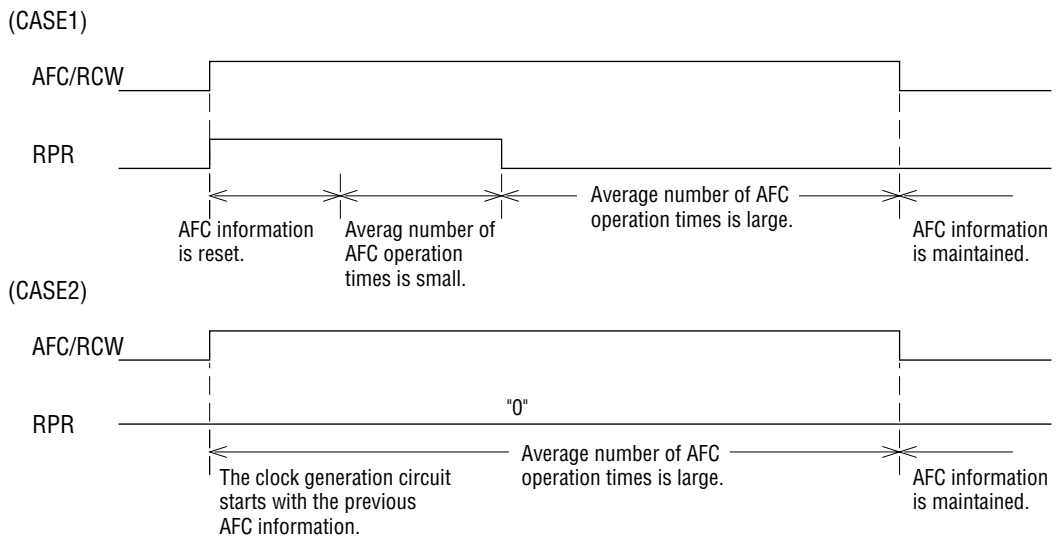 (CASE1)
AFC/RCW
RPR
AFC information
is reset.
Averag number of
AFC operation
times is small.
Average number of AFC
operation times is large.
AFC information
is maintained.
(CASE2)
AFC/RCW
RPR
"0"
The clock generation circuit
starts with the previous
AFC information.
Average number of AFC
operation times is large.
AFC information
is maintained.